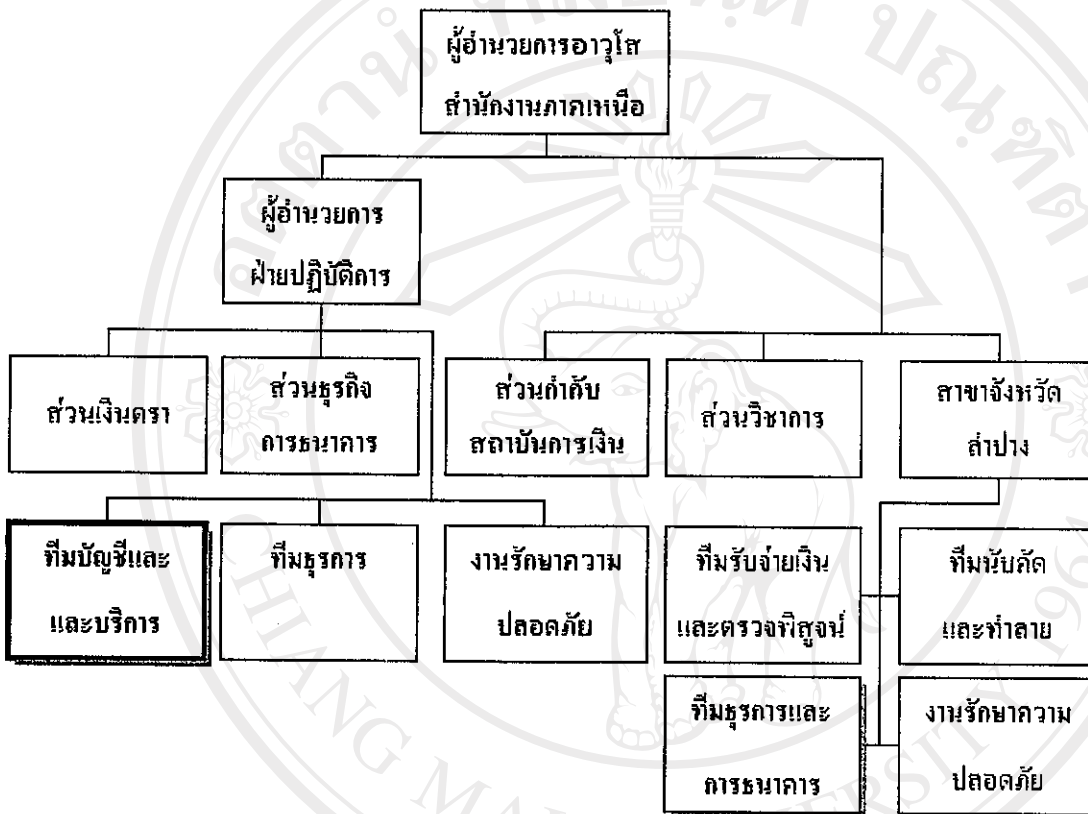 ผู้อำนวยการอาวุโส
สำนักงานภาคเหนือ
ผู้อำนวยการ
ฝ่ายปฏิบัติการ
ส่วนเงินตรา
ส่วนธุรกิจ
การธนาคาร
ส่วนกำกับ
สถาบันการเงิน
ส่วนวิชาการ
สาขาจังหวัด
ลำปาง
ทีมบัญชีและ
และบริการ
ทีมธุรการ
งานรักษาความ
ปลอดภัย
ทีมรับจ่ายเงิน
และตรวจพิสูจน์
ทีมนับคัด
และทำลาย
ทีมธุรการและ
การธนาคาร
งานรักษาความ
ปลอดภัย
CHIANG MAI UNIVERSITY 1964